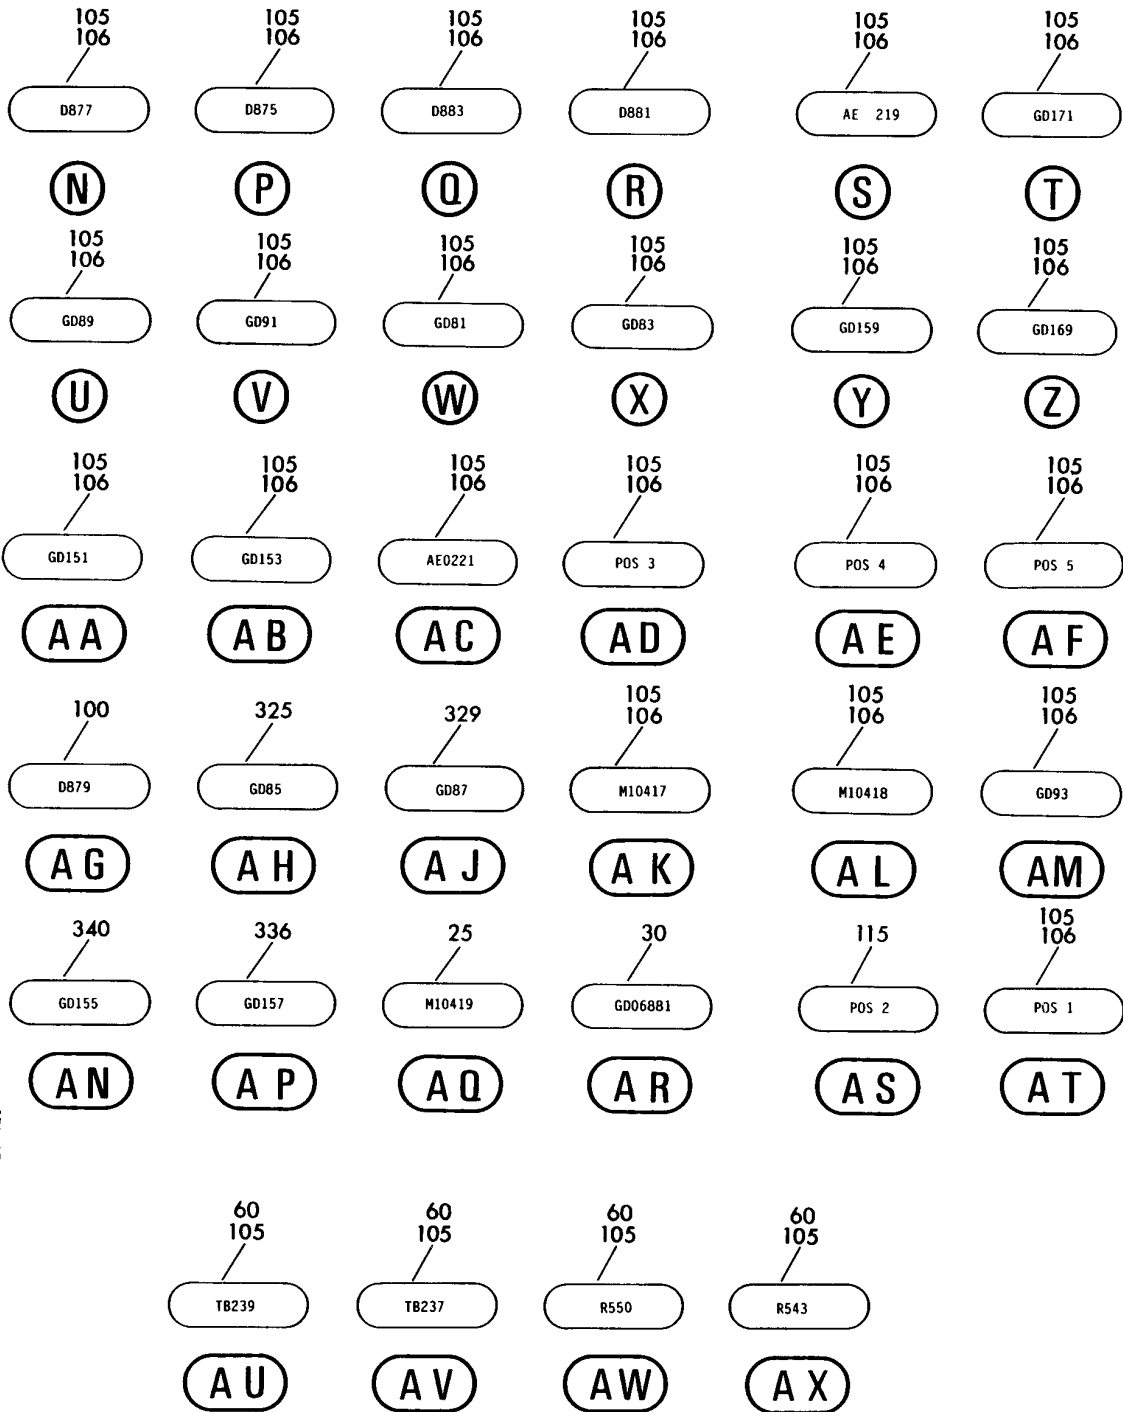 105 105 105 105 105 105
106 106 106 106 106 106
D877 D875 D883 D881 AE 219 GD171
N P Q R S T
105 105 105 105 105 105
106 106 106 106 106 106
GD89 GD91 GD81 GD83 GD159 GD169
U V W X Y Z
105 105 105 105 105 105
106 106 106 106 106 106
GD151 GD153 AE0221 POS 3 POS 4 POS 5
AA AB AC AD AE AF
100 325 329 105 105 105
106 106 106
D879 GD85 GD87 M10417 M10418 GD93
AG AH AJ AK AL AM
340 336 25 30 115 105
106
GD155 GD157 M10419 GD06881 POS 2 POS 1
AN AP AQ AR AS AT
60 60 60 60
105 105 105 105
TB239 TB237 R550 R543
AU AV AW AX